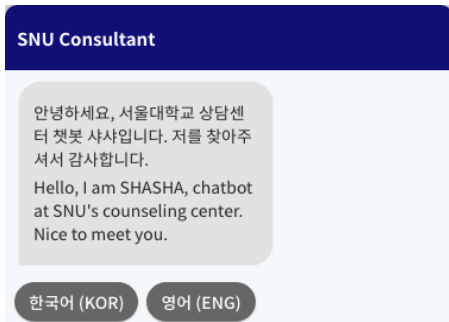 SNU Consultant
안녕하세요, 서울대학교 상담센
터 챗봇 샤샤입니다. 저를 찾아주
셔서 감사합니다.
Hello, I am SHASHA, chatbot
at SNU's counseling center.
Nice to meet you.
한국어 (KOR) 영어 (ENG)